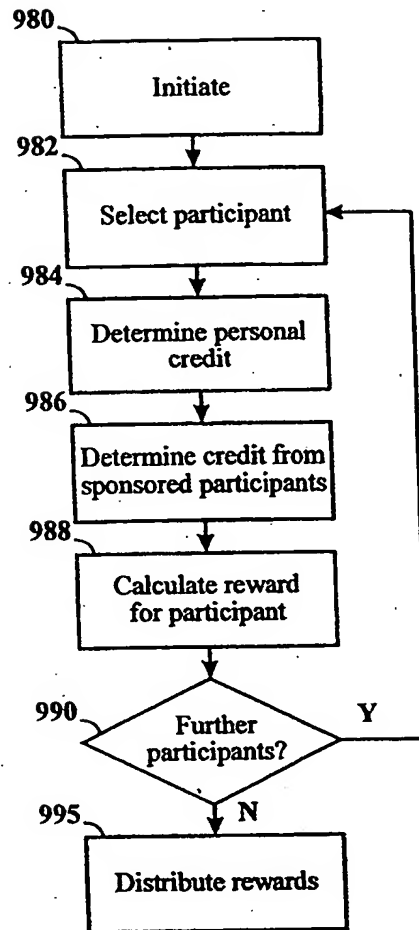 980
Initiate
982
Select participant
984
Determine personal
credit
986
Determine credit from
sponsored participants
988
Calculate reward
for participant
990
Further
participants?
Y
N
995
Distribute rewards